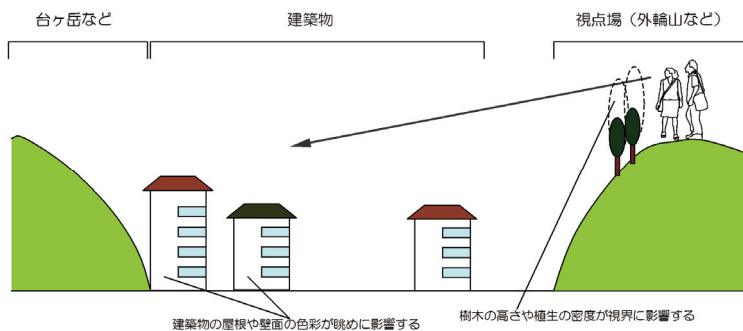 台ヶ岳など
建築物
視点場（外輪山など）
建築物の屋根や壁面の色彩が眺めに影響する
樹木の高さや植生の密度が視界に影響する